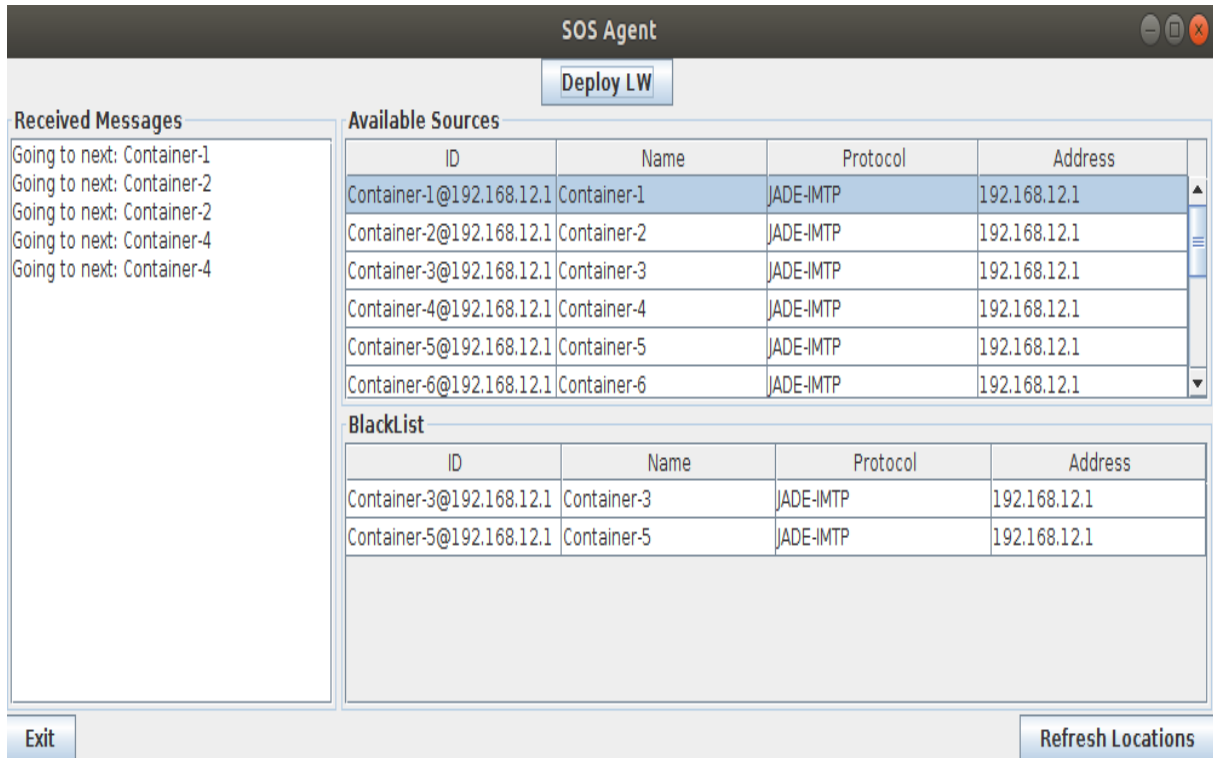 SOS Agent
Deploy LW
Received Messages
Going to next: Container-1
Going to next: Container-2
Going to next: Container-2
Going to next: Container-4
Going to next: Container-4
Available Sources
ID Name Protocol Address
Container-1@192.168.12.1 Container-1 JADE-IMTP 192.168.12.1
Container-2@192.168.12.1 Container-2 JADE-IMTP 192.168.12.1
Container-3@192.168.12.1 Container-3 JADE-IMTP 192.168.12.1
Container-4@192.168.12.1 Container-4 JADE-IMTP 192.168.12.1
Container-5@192.168.12.1 Container-5 JADE-IMTP 192.168.12.1
Container-6@192.168.12.1 Container-6 JADE-IMTP 192.168.12.1
BlackList
ID Name Protocol Address
Container-3@192.168.12.1 Container-3 JADE-IMTP 192.168.12.1
Container-5@192.168.12.1 Container-5 JADE-IMTP 192.168.12.1
Exit
Refresh Locations